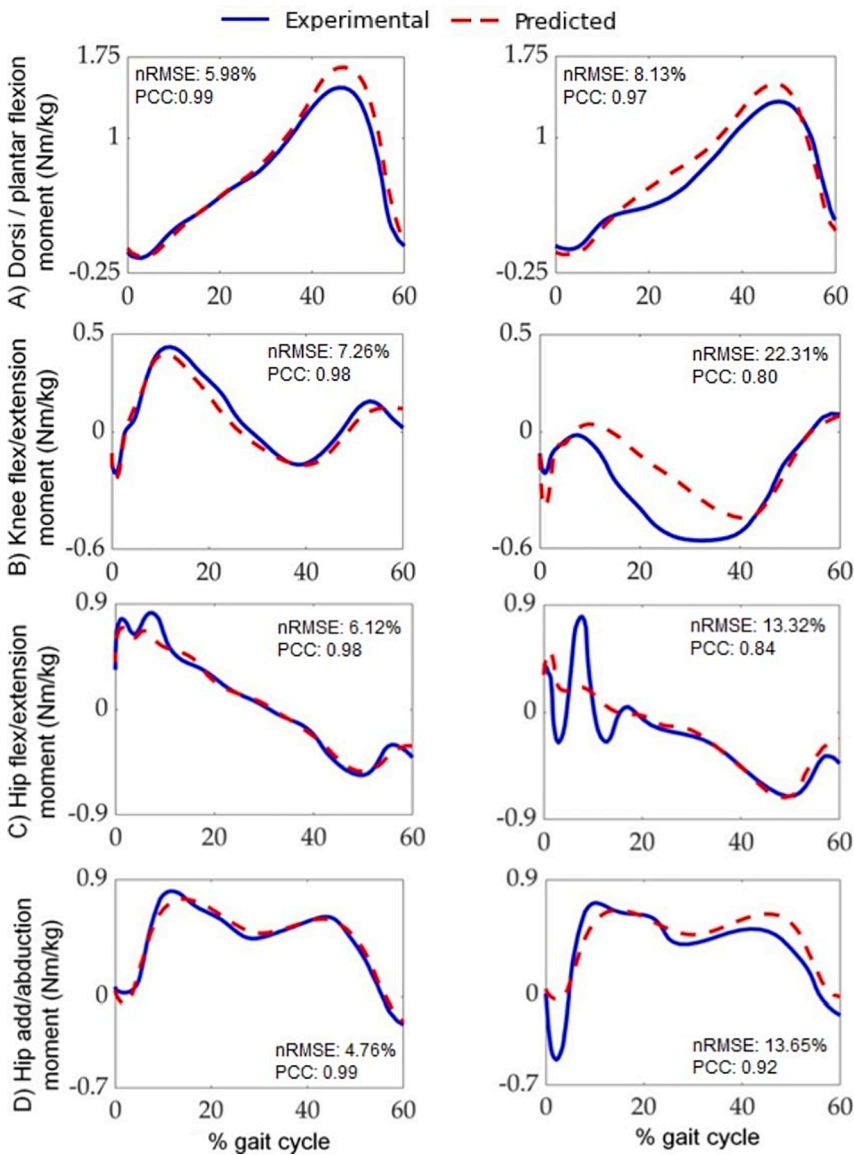 Experimental Predicted
A) Dorsi / plantar flexion
moment (Nm/kg)
1.75
1
-0.25
nRMSE: 5.98%
PCC:0.99
0 20 40 60
1.75
1
-0.25
nRMSE: 8.13%
PCC: 0.97
0 20 40 60
B) Knee flex/extension
moment (Nm/kg)
0.5
0
-0.6
nRMSE: 7.26%
PCC: 0.98
0 20 40 60
0.5
0
-0.6
nRMSE: 22.31%
PCC: 0.80
0 20 40 60
C) Hip flex/extension
moment (Nm/kg)
0.9
0
-0.9
nRMSE: 6.12%
PCC: 0.98
0 20 40 60
0.9
0
-0.9
nRMSE: 13.32%
PCC: 0.84
0 20 40 60
D) Hip add/abduction
moment (Nm/kg)
0.9
0
-0.7
nRMSE: 4.76%
PCC: 0.99
0 20 40 60
% gait cycle
0.9
0
-0.7
nRMSE: 13.65%
PCC: 0.92
0 20 40 60
% gait cycle